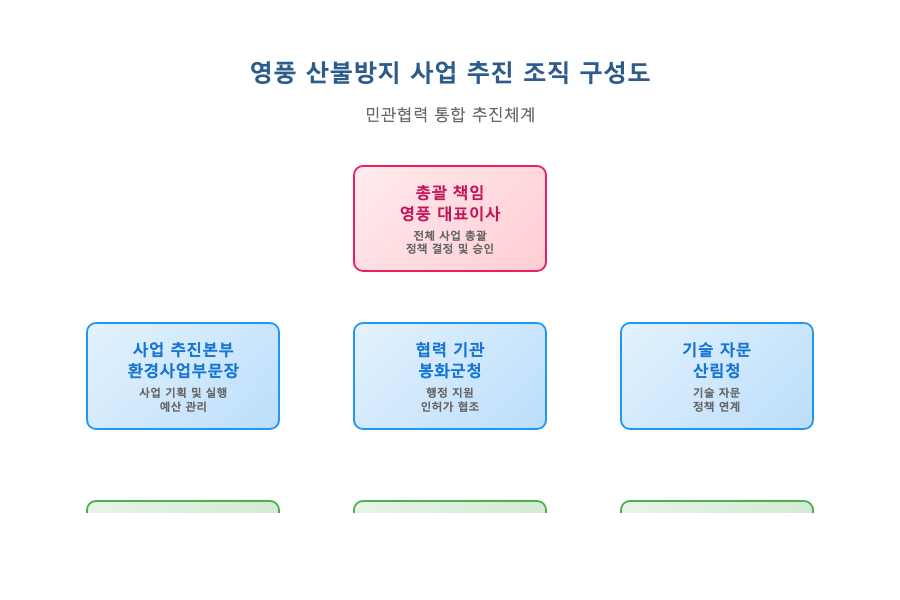 영풍 산불방지 사업 추진 조직 구성도
민관협력 통합 추진체계
총괄 책임
영풍 대표이사
전체 사업 총괄
정책 결정 및 승인
사업 추진본부
환경사업부문장
사업 기획 및 실행
예산 관리
협력 기관
봉화군청
행정 지원
인허가 협조
기술 자문
산림청
기술 자문
정책 연계